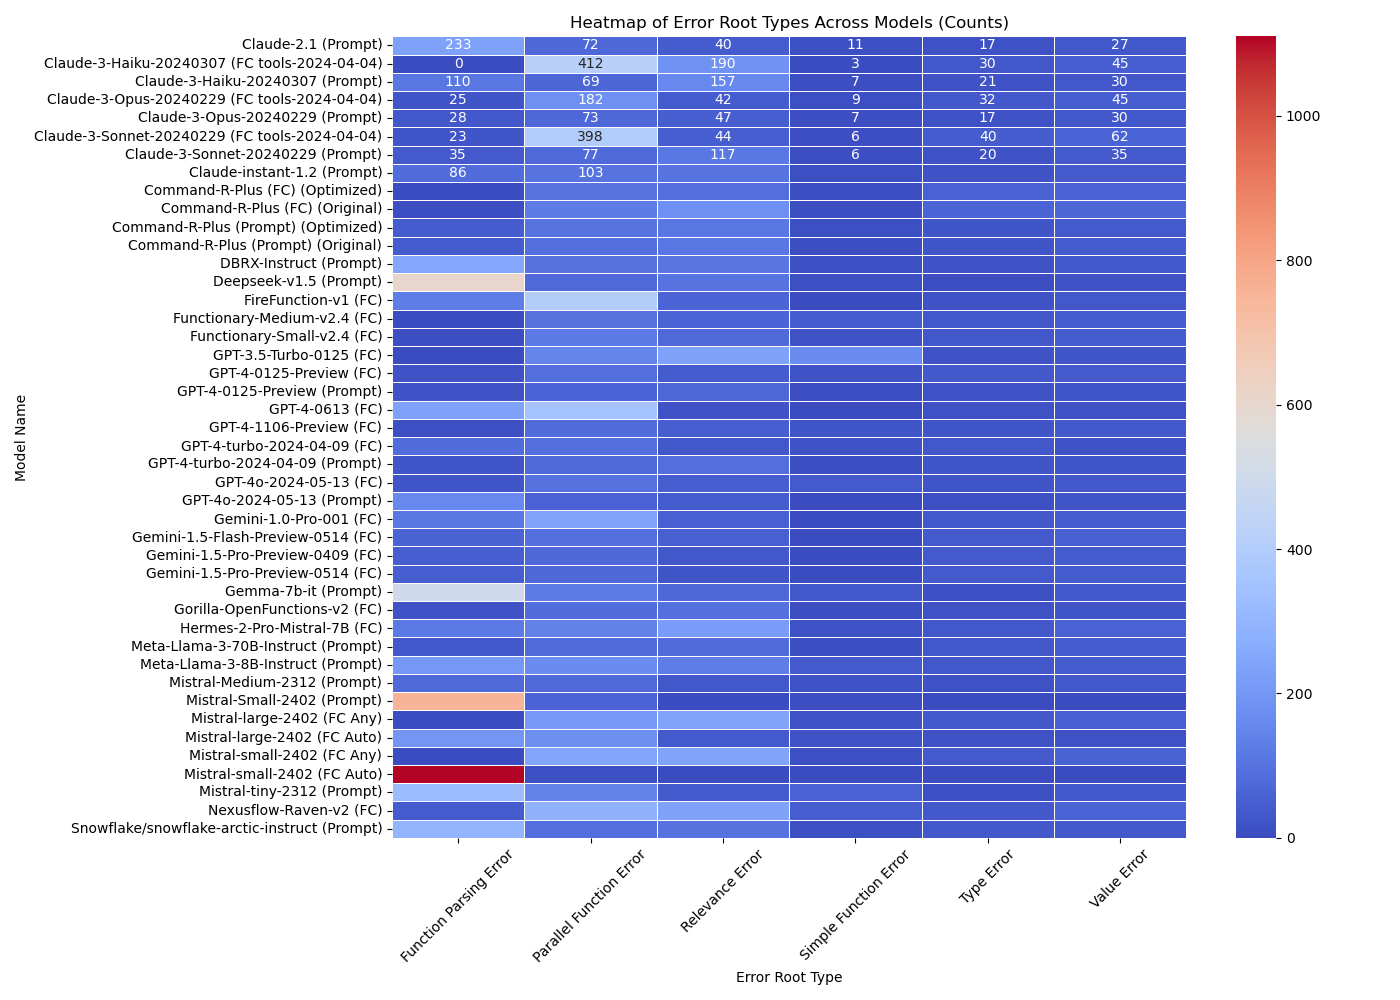 Heatmap of Error Root Types Across Models (Counts)
Claude-2.1 (Prompt) 233 72 40 11 17 27
Claude-3-Haiku-20240307 (FC tools-2024-04-04) 0 412 190 3 30 45
Claude-3-Haiku-20240307 (Prompt) 110 69 157 7 21 30
Claude-3-Opus-20240229 (FC tools-2024-04-04) 25 182 42 9 32 45
Claude-3-Opus-20240229 (Prompt) 28 73 47 7 17 30
Claude-3-Sonnet-20240229 (FC tools-2024-04-04) 23 398 44 6 40 62
Claude-3-Sonnet-20240229 (Prompt) 35 77 117 6 20 35
Claude-instant-1.2 (Prompt) 86 103
Command-R-Plus (FC) (Optimized)
Command-R-Plus (FC) (Original)
Command-R-Plus (Prompt) (Optimized)
Command-R-Plus (Prompt) (Original)
DBRX-Instruct (Prompt)
Deepseek-v1.5 (Prompt)
FireFunction-v1 (FC)
Functionary-Medium-v2.4 (FC)
Functionary-Small-v2.4 (FC)
GPT-3.5-Turbo-0125 (FC)
GPT-4-0125-Preview (FC)
GPT-4-0125-Preview (Prompt)
GPT-4-0613 (FC)
GPT-4-1106-Preview (FC)
GPT-4-turbo-2024-04-09 (FC)
GPT-4-turbo-2024-04-09 (Prompt)
GPT-4o-2024-05-13 (FC)
GPT-4o-2024-05-13 (Prompt)
Gemini-1.0-Pro-001 (FC)
Gemini-1.5-Flash-Preview-0514 (FC)
Gemini-1.5-Pro-Preview-0409 (FC)
Gemini-1.5-Pro-Preview-0514 (FC)
Gemma-7b-it (Prompt)
Gorilla-OpenFunctions-v2 (FC)
Hermes-2-Pro-Mistral-7B (FC)
Meta-Llama-3-70B-Instruct (Prompt)
Meta-Llama-3-8B-Instruct (Prompt)
Mistral-Medium-2312 (Prompt)
Mistral-Small-2402 (Prompt)
Mistral-large-2402 (FC Any)
Mistral-large-2402 (FC Auto)
Mistral-small-2402 (FC Any)
Mistral-small-2402 (FC Auto)
Mistral-tiny-2312 (Prompt)
Nexusflow-Raven-v2 (FC)
Snowflake/snowflake-arctic-instruct (Prompt)
Model Name
Function Parsing Error
Parallel Function Error
Relevance Error
Simple Function Error
Type Error
Value Error
Error Root Type
1000
800
600
400
200
0